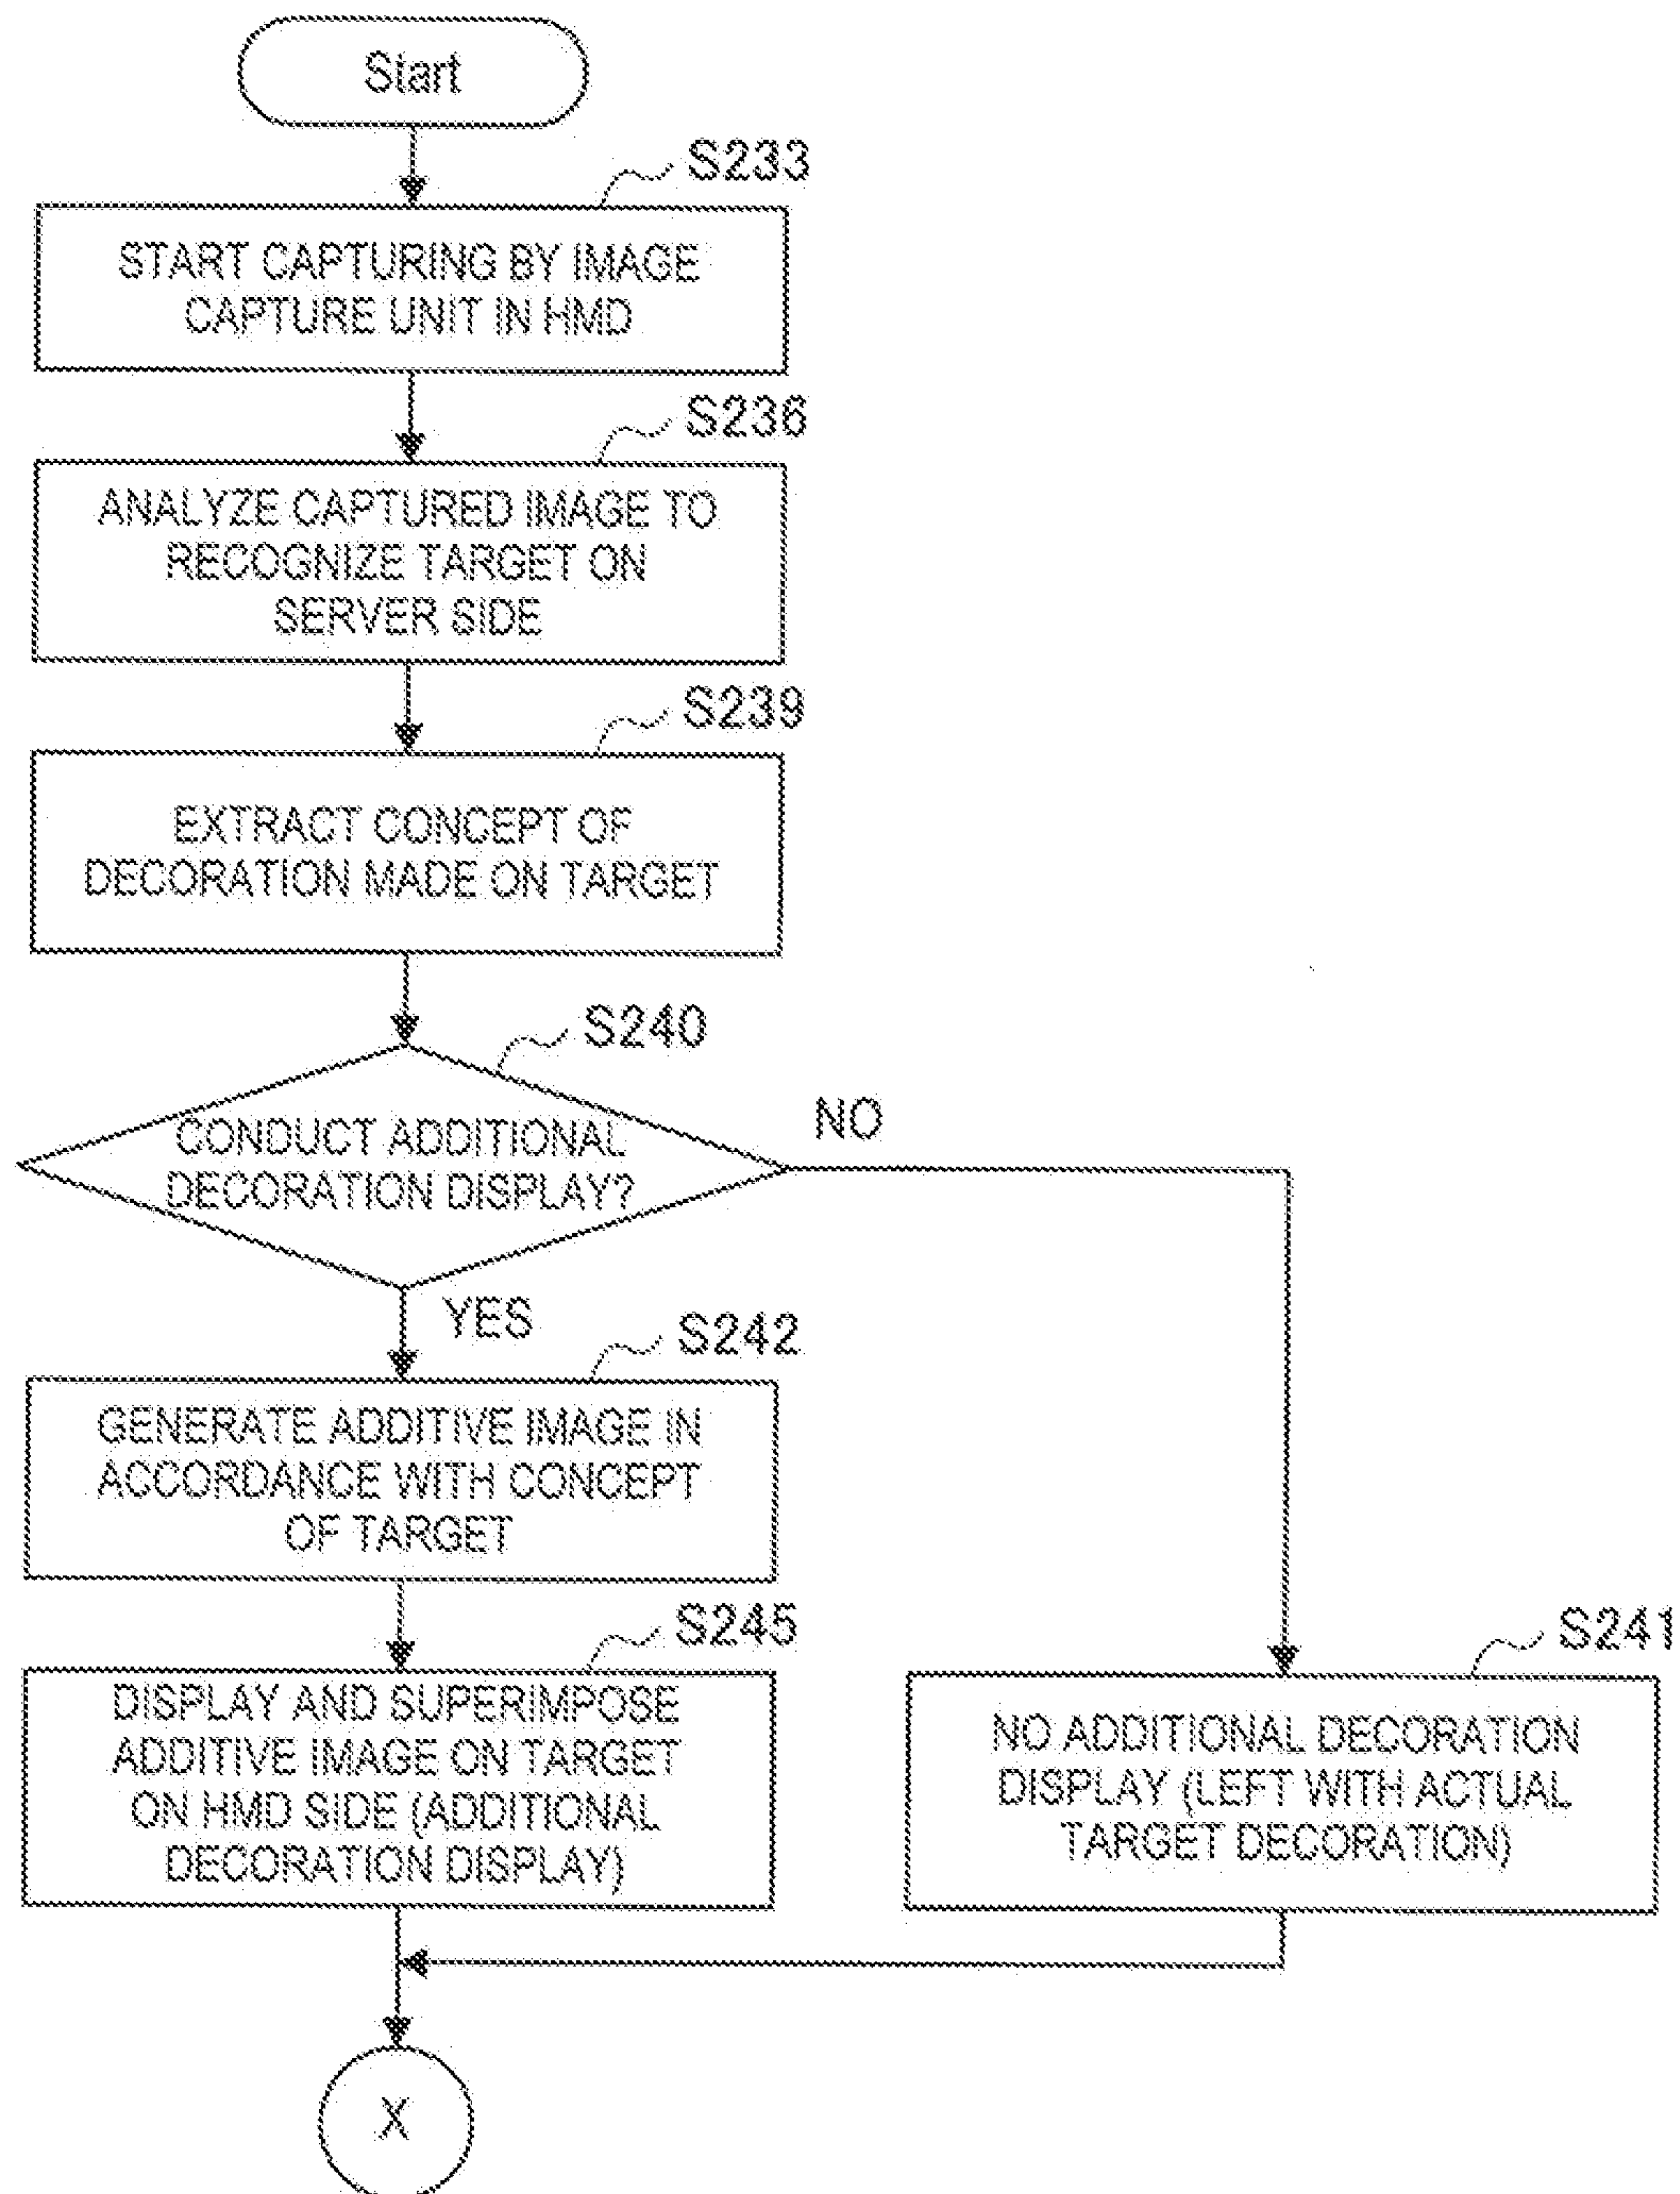 Start
S233
START CAPTURING BY IMAGE
CAPTURE UNIT IN HMD
S236
ANALYZE CAPTURED IMAGE TO
RECOGNIZE TARGET ON
SERVER SIDE
S239
EXTRACT CONCEPT OF
DECORATION MADE ON TARGET
S240
CONDUCT ADDITIONAL
DECORATION DISPLAY?
NO
YES
S242
GENERATE ADDITIVE IMAGE IN
ACCORDANCE WITH CONCEPT
OF TARGET
S245
DISPLAY AND SUPERIMPOSE
ADDITIVE IMAGE ON TARGET
ON HMD SIDE (ADDITIONAL
DECORATION DISPLAY)
S241
NO ADDITIONAL DECORATION
DISPLAY (LEFT WITH ACTUAL
TARGET DECORATION)
X